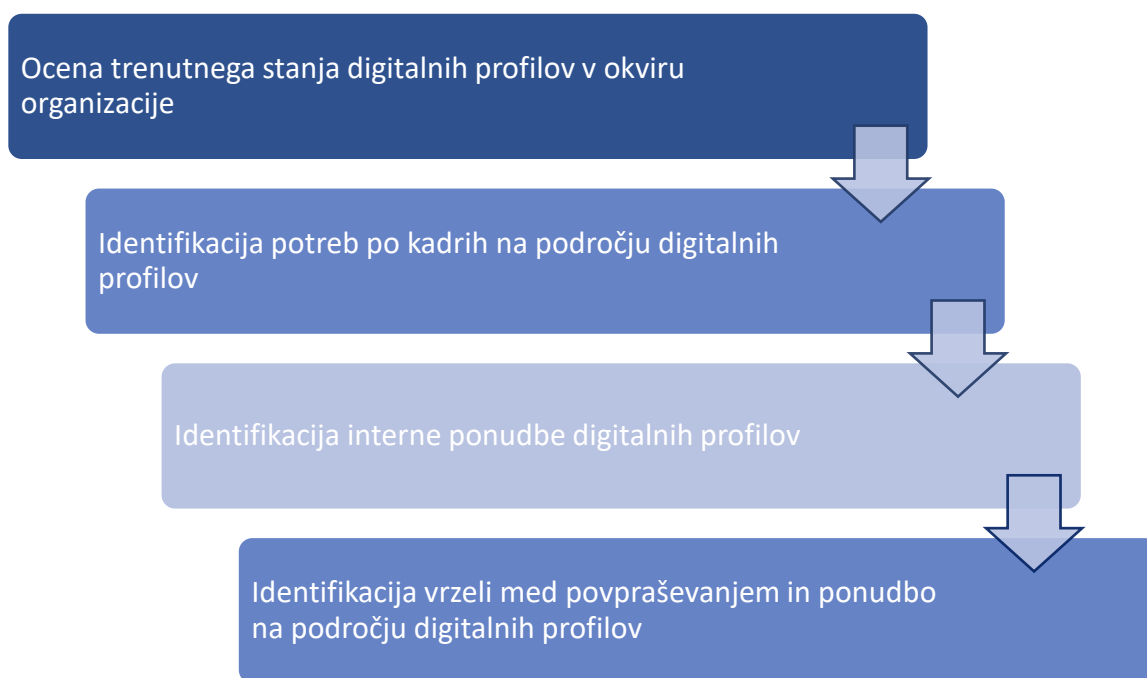 Ocena trenutnega stanja digitalnih profilov v okviru
organizacije
Identifikacija potreb po kadrih na področju digitalnih
profilov
Identifikacija interne ponudbe digitalnih profilov
Identifikacija vrzeli med povpraševanjem in ponudbo
na področju digitalnih profilov